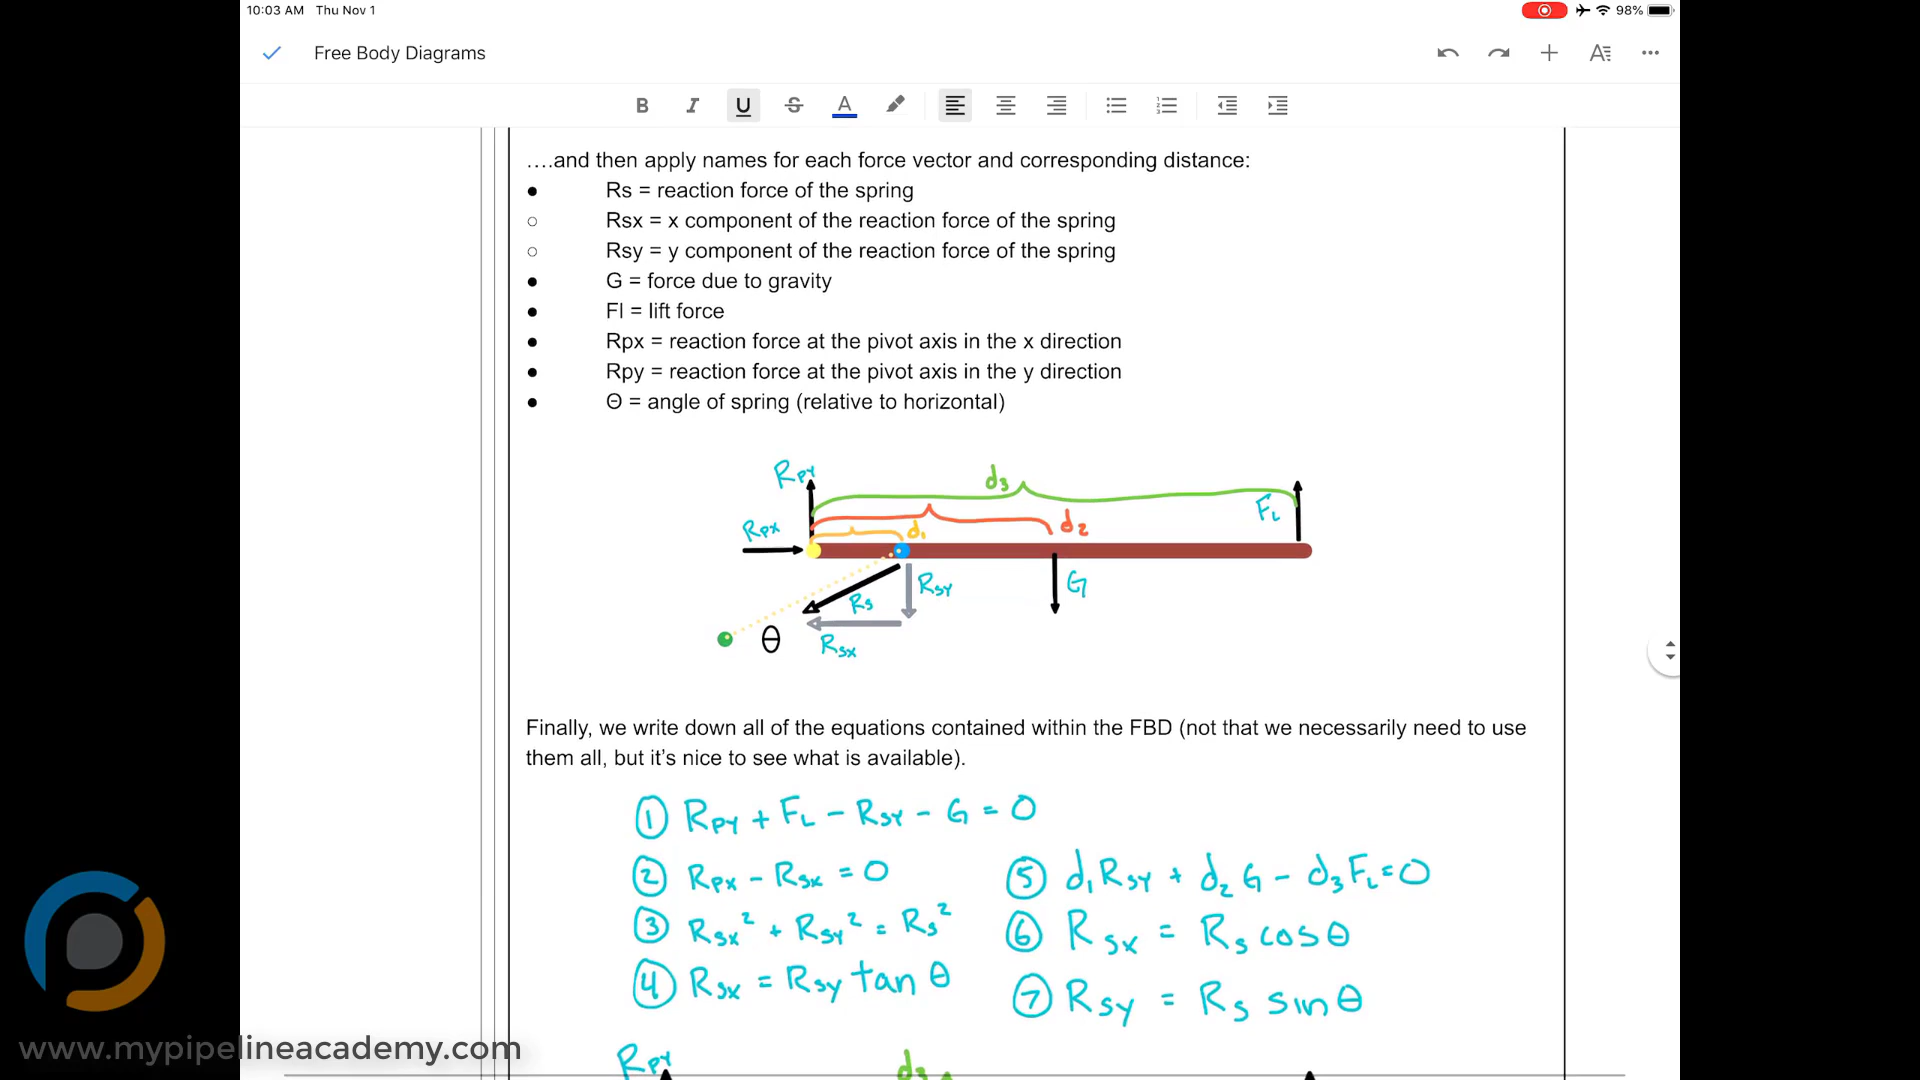 10:03 AM Thu Nov 1
98%
Free Body Diagrams
B I U S A
....and then apply names for each force vector and corresponding distance:
● Rs = reaction force of the spring
○ Rsx = x component of the reaction force of the spring
○ Rsy = y component of the reaction force of the spring
● G = force due to gravity
● Fl = lift force
● Rpx = reaction force at the pivot axis in the x direction
● Rpy = reaction force at the pivot axis in the y direction
● Θ = angle of spring (relative to horizontal)
RPY
d3
FL
RPX
d1
d2
RSY
G
RS
θ
RSX
Finally, we write down all of the equations contained within the FBD (not that we necessarily need to use
them all, but it's nice to see what is available).
① RPY + FL - RSY - G = 0
② RPX - RSX = 0
③ RSX² + RSY² = RS²
④ RSX = RSY tan θ
⑤ d1RSY + d2G - d3FL = 0
⑥ RSX = RS cos θ
⑦ RSY = RS sin θ
www.mypipelineacademy.com
RPY
d3